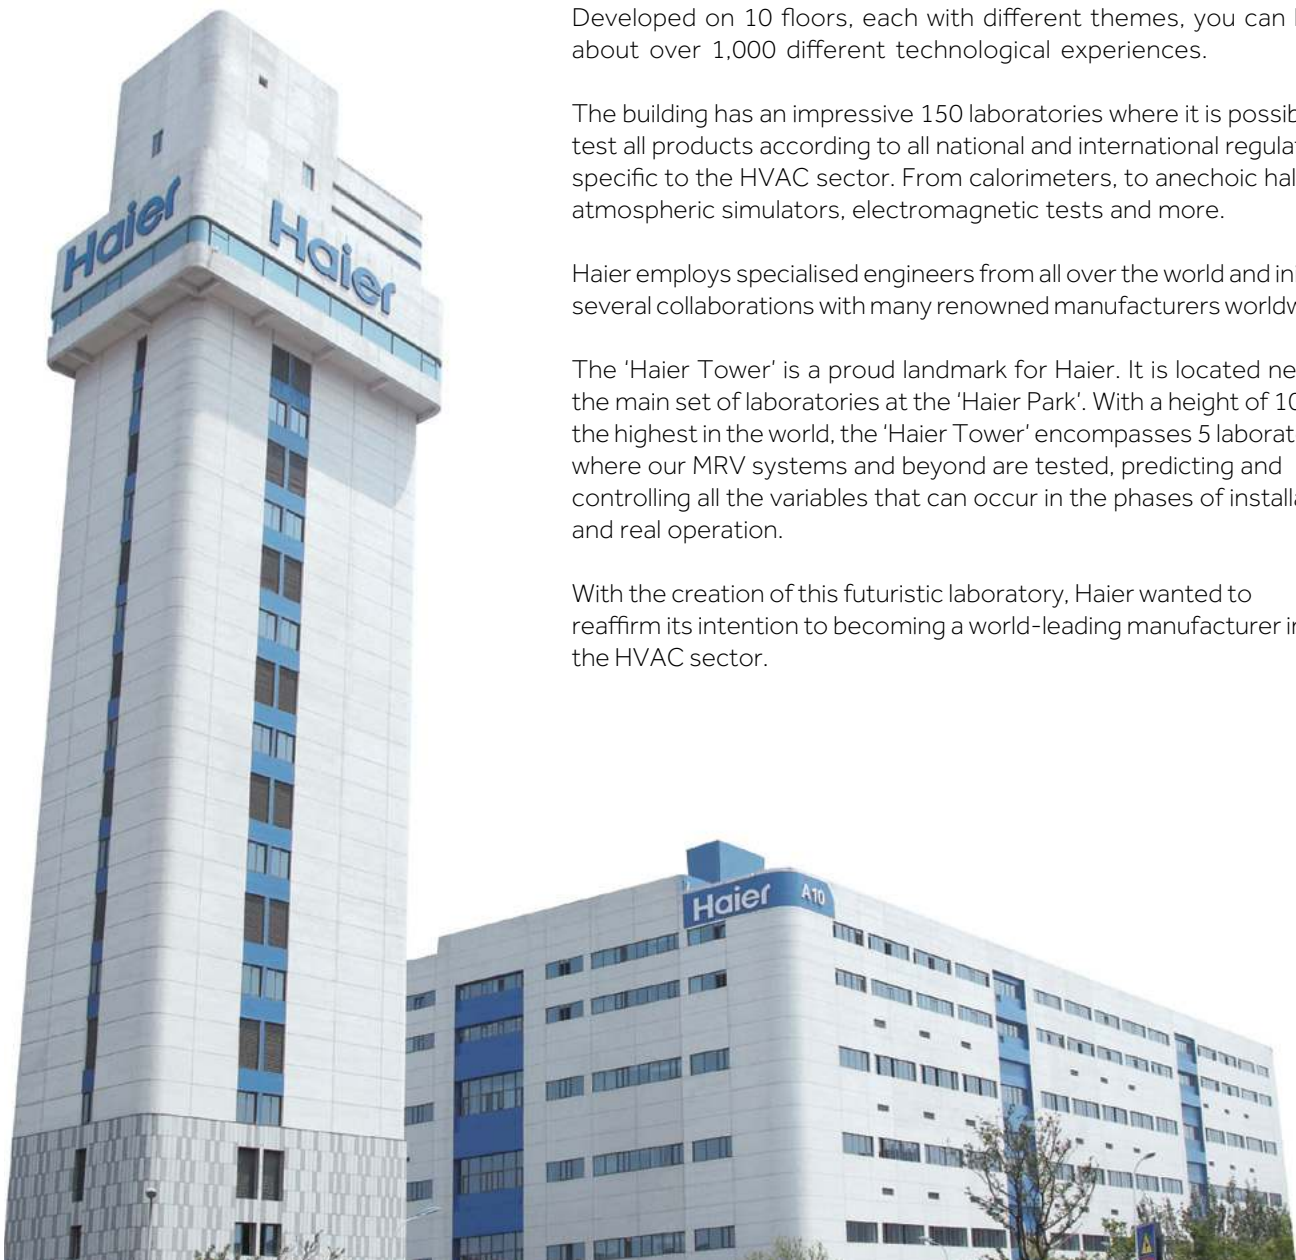 Developed on 10 floors, each with different themes, you can
about over 1,000 different technological experiences.
The building has an impressive 150 laboratories where it is
test all products according to all national and international
specific to the HVAC sector. From calorimeters, to anechoic
atmospheric simulators, electromagnetic tests and more.
Haier employs specialised engineers from all over the world and
several collaborations with many renowned manufacturers
The ‘Haier Tower’ is a proud landmark for Haier. It is located
the main set of laboratories at the ‘Haier Park’. With a height of
the highest in the world, the ‘Haier Tower’ encompasses 5
where our MRV systems and beyond are tested, predicting and
controlling all the variables that can occur in the phases of
and real operation.
With the creation of this futuristic laboratory, Haier wanted to
reaffirm its intention to becoming a world-leading manufacturer in
the HVAC sector.
Haier
Haier
Haier A10